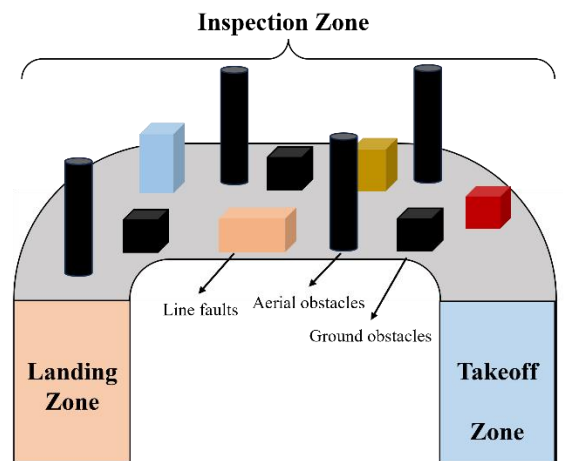 Inspection Zone
Line faults
Aerial obstacles
Ground obstacles
Landing
Zone
Takeoff
Zone